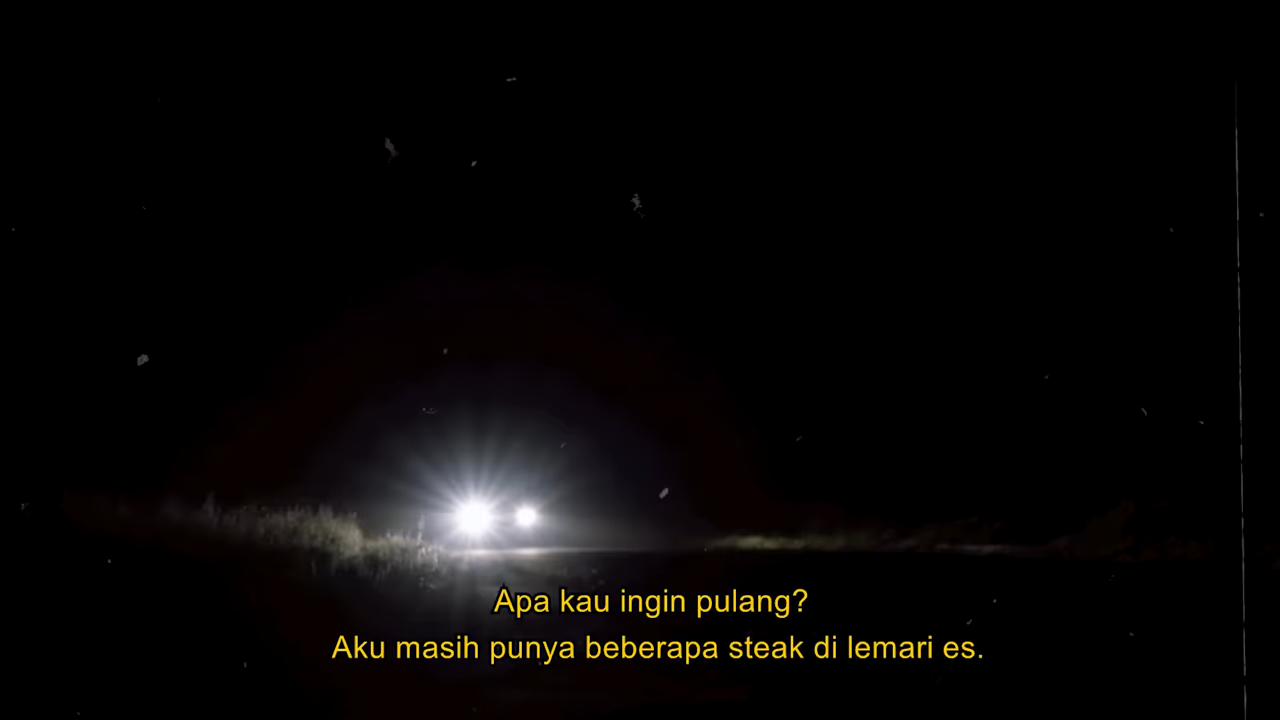 Apa kau ingin pulang?
Aku masih punya beberapa steak di lemari es.